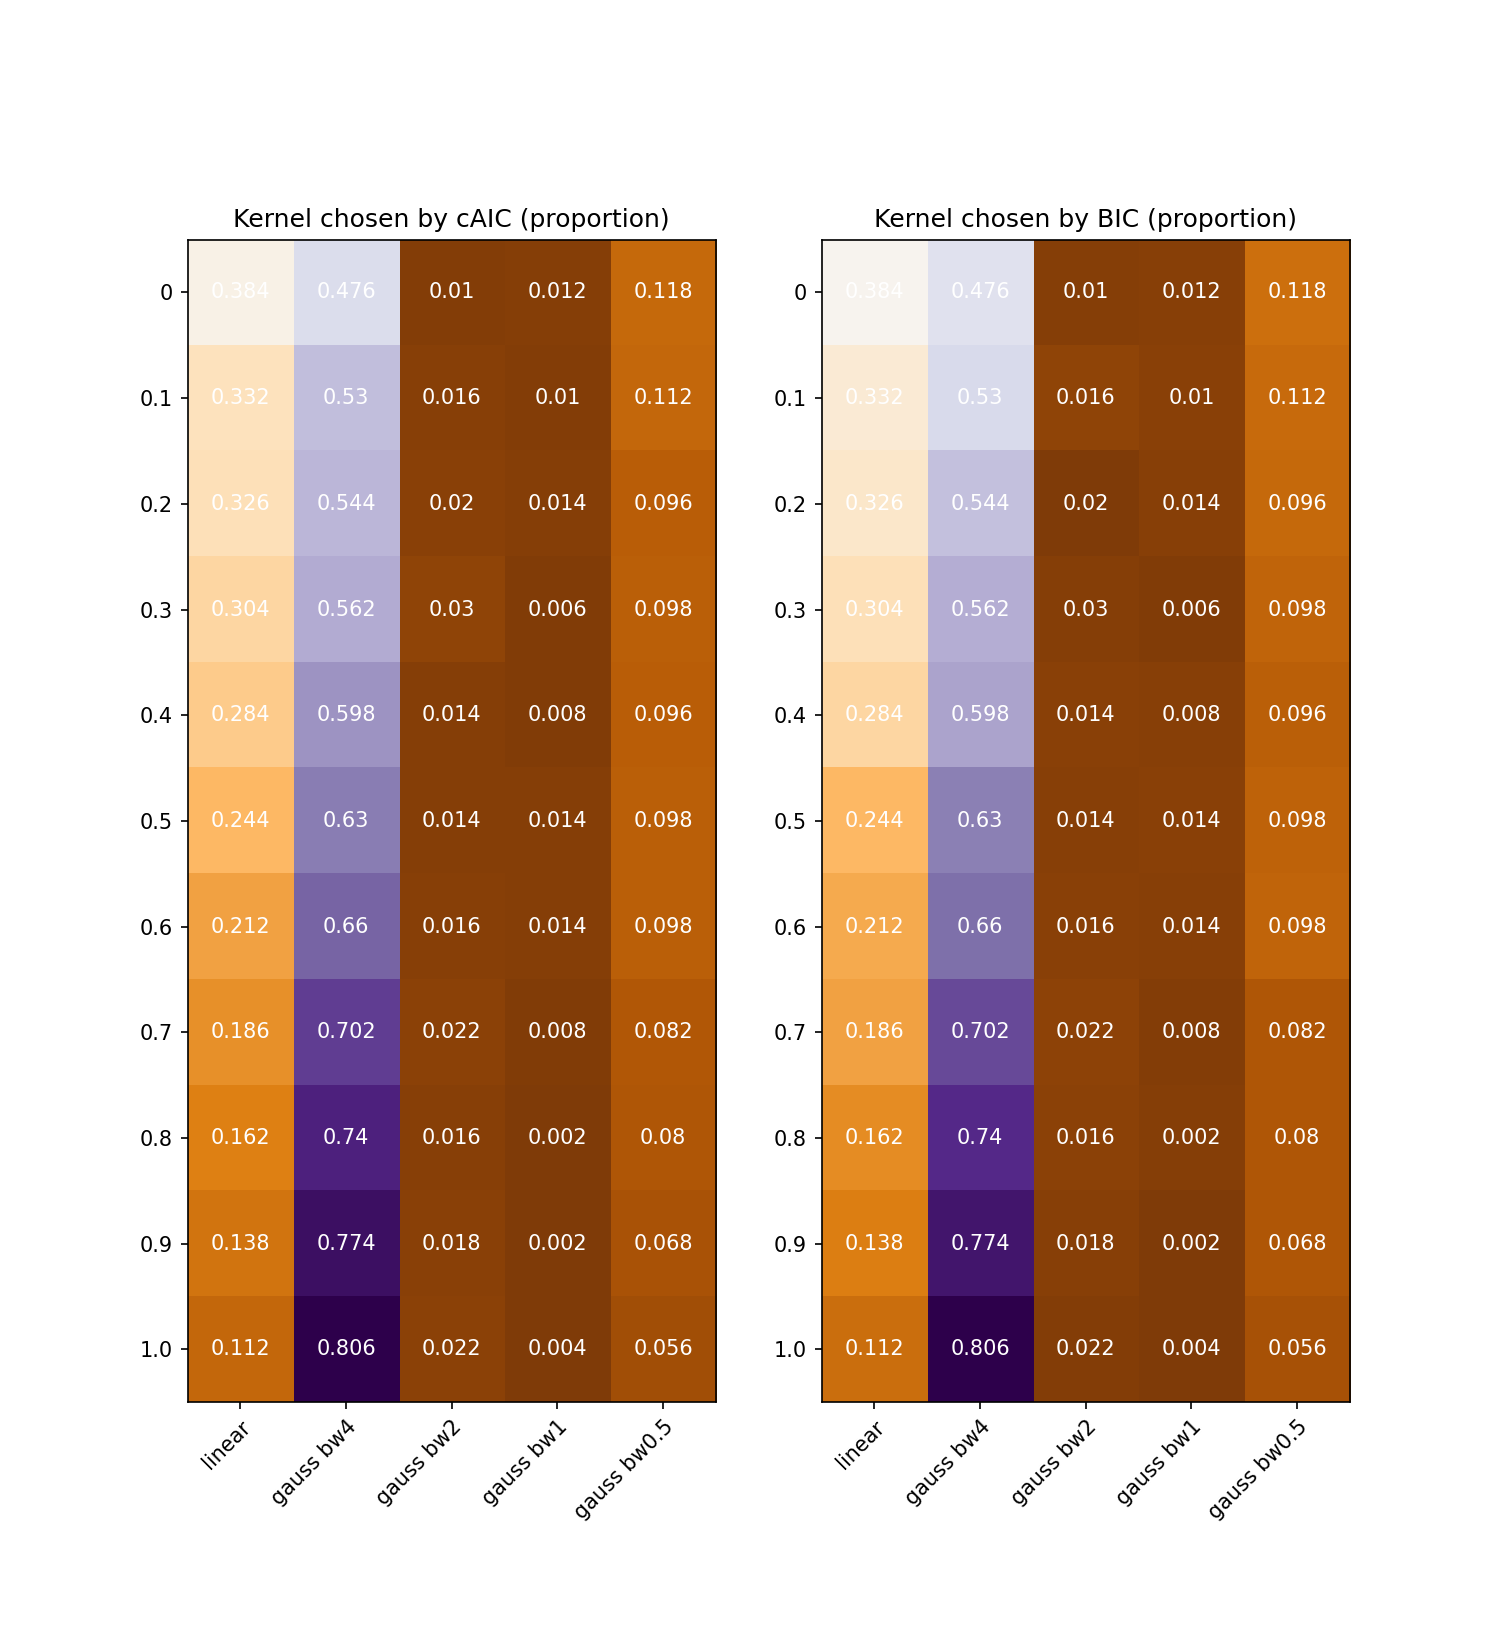 Kernel chosen by cAIC (proportion) Kernel chosen by BIC (proportion)
0 0.384 0.476 0.01 0.012 0.118 0 0.384 0.476 0.01 0.012 0.118
0.1 0.332 0.53 0.016 0.01 0.112 0.1 0.332 0.53 0.016 0.01 0.112
0.2 0.326 0.544 0.02 0.014 0.096 0.2 0.326 0.544 0.02 0.014 0.096
0.3 0.304 0.562 0.03 0.006 0.098 0.3 0.304 0.562 0.03 0.006 0.098
0.4 0.284 0.598 0.014 0.008 0.096 0.4 0.284 0.598 0.014 0.008 0.096
0.5 0.244 0.63 0.014 0.014 0.098 0.5 0.244 0.63 0.014 0.014 0.098
0.6 0.212 0.66 0.016 0.014 0.098 0.6 0.212 0.66 0.016 0.014 0.098
0.7 0.186 0.702 0.022 0.008 0.082 0.7 0.186 0.702 0.022 0.008 0.082
0.8 0.162 0.74 0.016 0.002 0.08 0.8 0.162 0.74 0.016 0.002 0.08
0.9 0.138 0.774 0.018 0.002 0.068 0.9 0.138 0.774 0.018 0.002 0.068
1.0 0.112 0.806 0.022 0.004 0.056 1.0 0.112 0.806 0.022 0.004 0.056
linear gauss bw4 gauss bw2 gauss bw1 gauss bw0.5 linear gauss bw4 gauss bw2 gauss bw1 gauss bw0.5